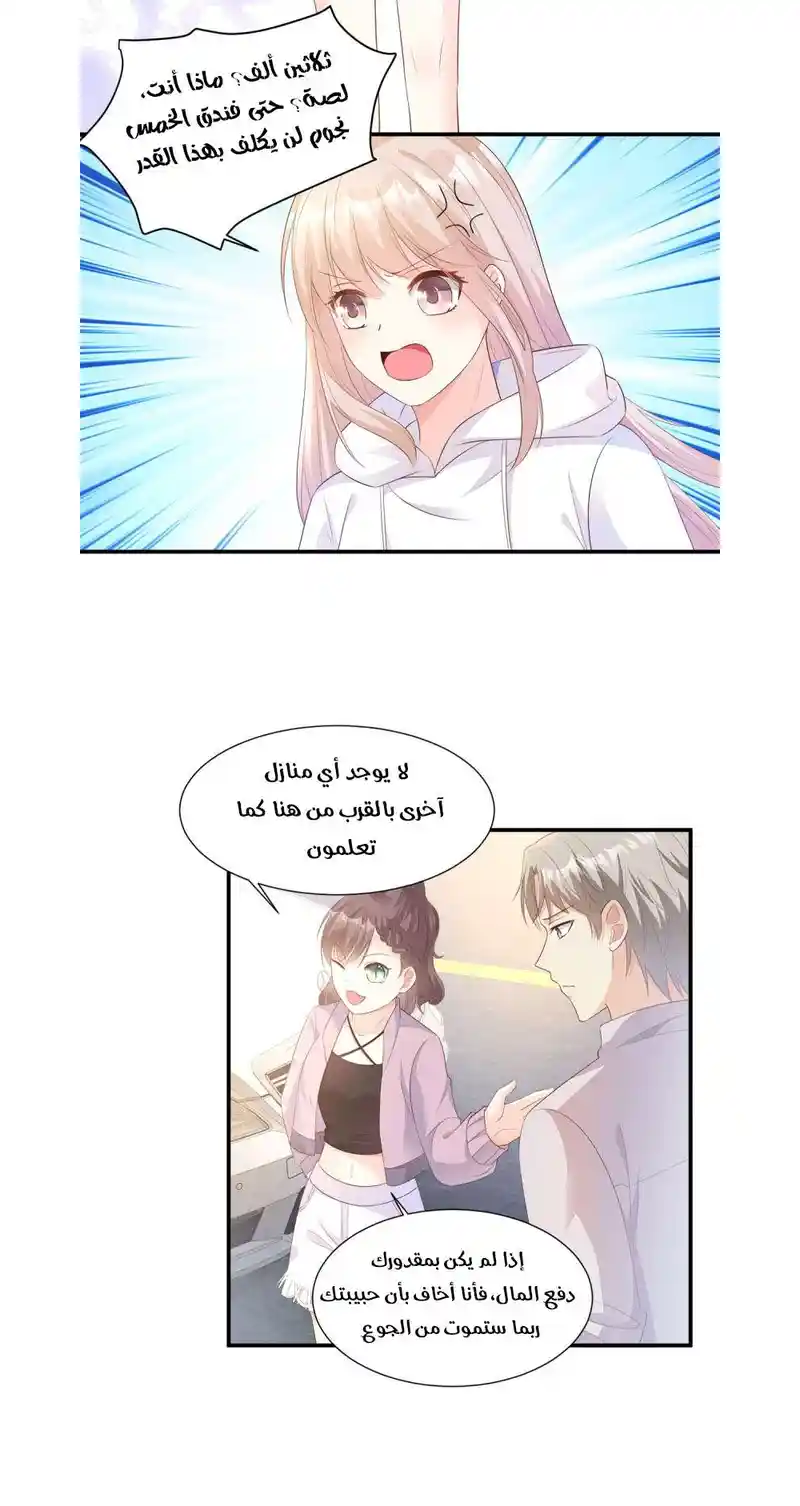 ثلاثين ألف؟ ماذا أنت،
لصة؟ حتى فندق الخمس
نجوم لن يكلف بهذا القدر
لا يوجد أي منازل
آخرى بالقرب من هنا كما
تعلمون
إذا لم يكن بمقدورك
دفع المال، فأنا أخاف بأن حبيبتك
ربما ستموت من الجوع